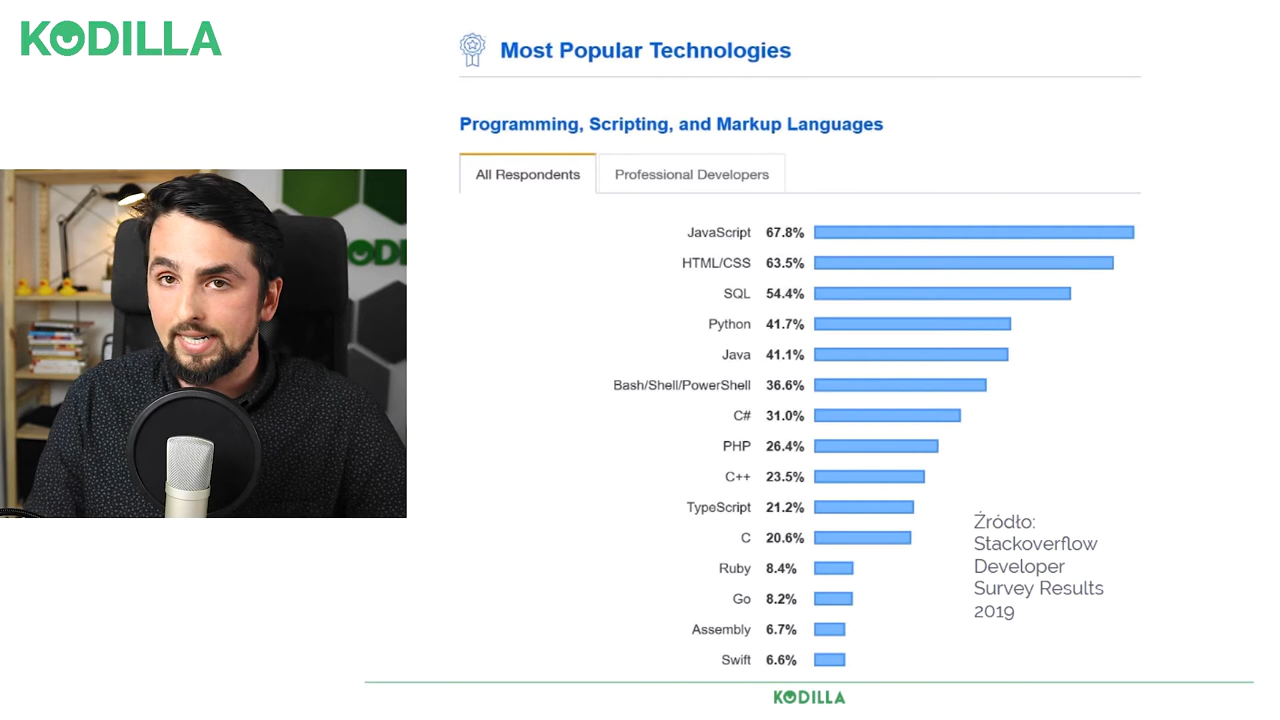 KODILLA
Most Popular Technologies
Programming, Scripting, and Markup Languages
All Respondents
Professional Developers
JavaScript 67.8%
HTML/CSS 63.5%
SQL 54.4%
Python 41.7%
Java 41.1%
Bash/Shell/PowerShell 36.6%
C# 31.0%
PHP 26.4%
C++ 23.5%
TypeScript 21.2%
C 20.6%
Ruby 8.4%
Go 8.2%
Assembly 6.7%
Swift 6.6%
Źródło:
Stackoverflow
Developer
Survey Results
2019
KODILLA